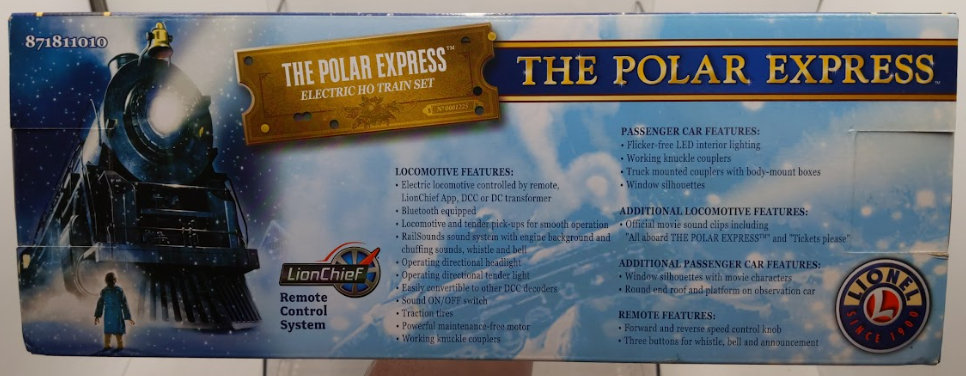 871811010
THE POLAR EXPRESS™
ELECTRIC HO TRAIN SET
Nº 0001225
THE POLAR EXPRESS™
LOCOMOTIVE FEATURES:
• Electric locomotive controlled by remote,
LionChief App, DCC or DC transformer
• Bluetooth equipped
• Locomotive and tender pick-ups for smooth operation
• RailSounds sound system with engine background and
chuffing sounds, whistle and bell
• Operating directional headlight
• Operating directional tender light
• Easily convertible to other DCC decoders
• Sound ON/OFF switch
• Traction tires
• Powerful maintenance-free motor
• Working knuckle couplers
LionChief
Remote
Control
System
PASSENGER CAR FEATURES:
• Flicker-free LED interior lighting
• Working knuckle couplers
• Truck mounted couplers with body-mount boxes
• Window silhouettes
ADDITIONAL LOCOMOTIVE FEATURES:
• Official movie sound clips including
"All aboard THE POLAR EXPRESS™" and "Tickets please"
ADDITIONAL PASSENGER CAR FEATURES:
• Window silhouettes with movie characters
• Round end roof and platform on observation car
REMOTE FEATURES:
• Forward and reverse speed control knob
• Three buttons for whistle, bell and announcement
LIONEL
L
SINCE 1900